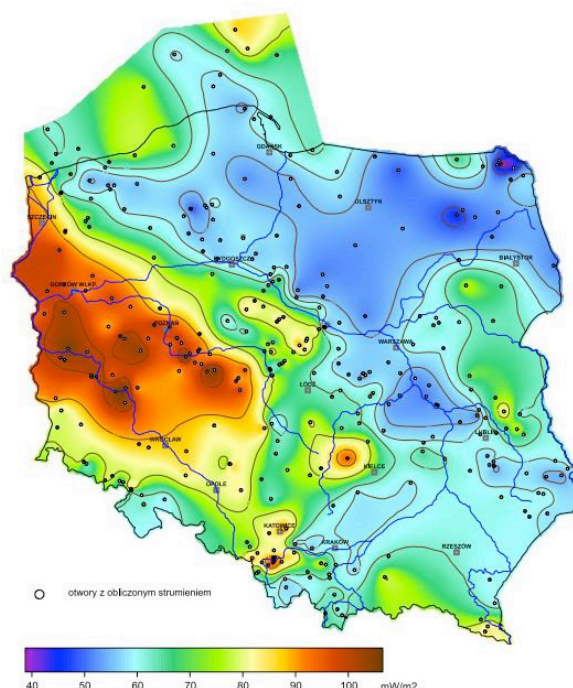 GDAŃSK
OLSZTYN
SZCZECIN
BIAŁYSTOK
BYDGOSZCZ
GORZÓW WLKP.
POZNAŃ
WARSZAWA
ŁÓDŹ
LUBLIN
WROCŁAW
KIELCE
OPOLE
KATOWICE
KRAKÓW
RZESZÓW
otwory z obliczonym strumieniem
40 50 60 70 80 90 100 mW/m2